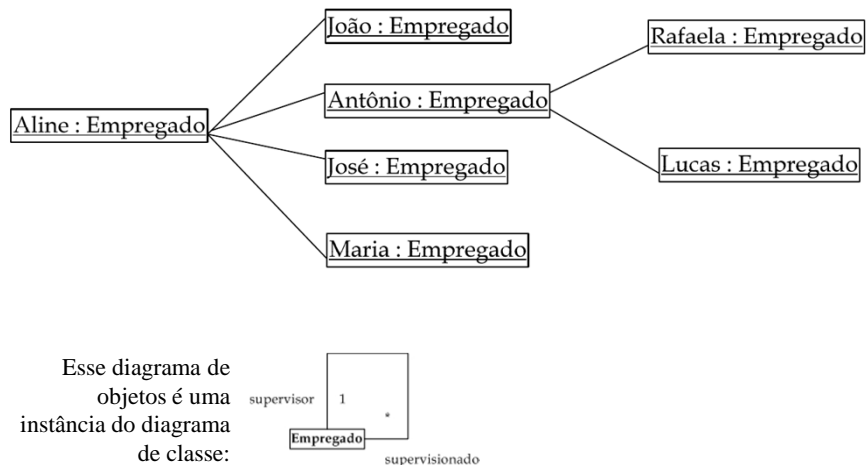 João : Empregado
Rafaela : Empregado
Antônio : Empregado
Aline : Empregado
José : Empregado
Lucas : Empregado
Maria : Empregado
Esse diagrama de
objetos é uma
instância do diagrama
de classe:
supervisor 1
*
Empregado
supervisionado